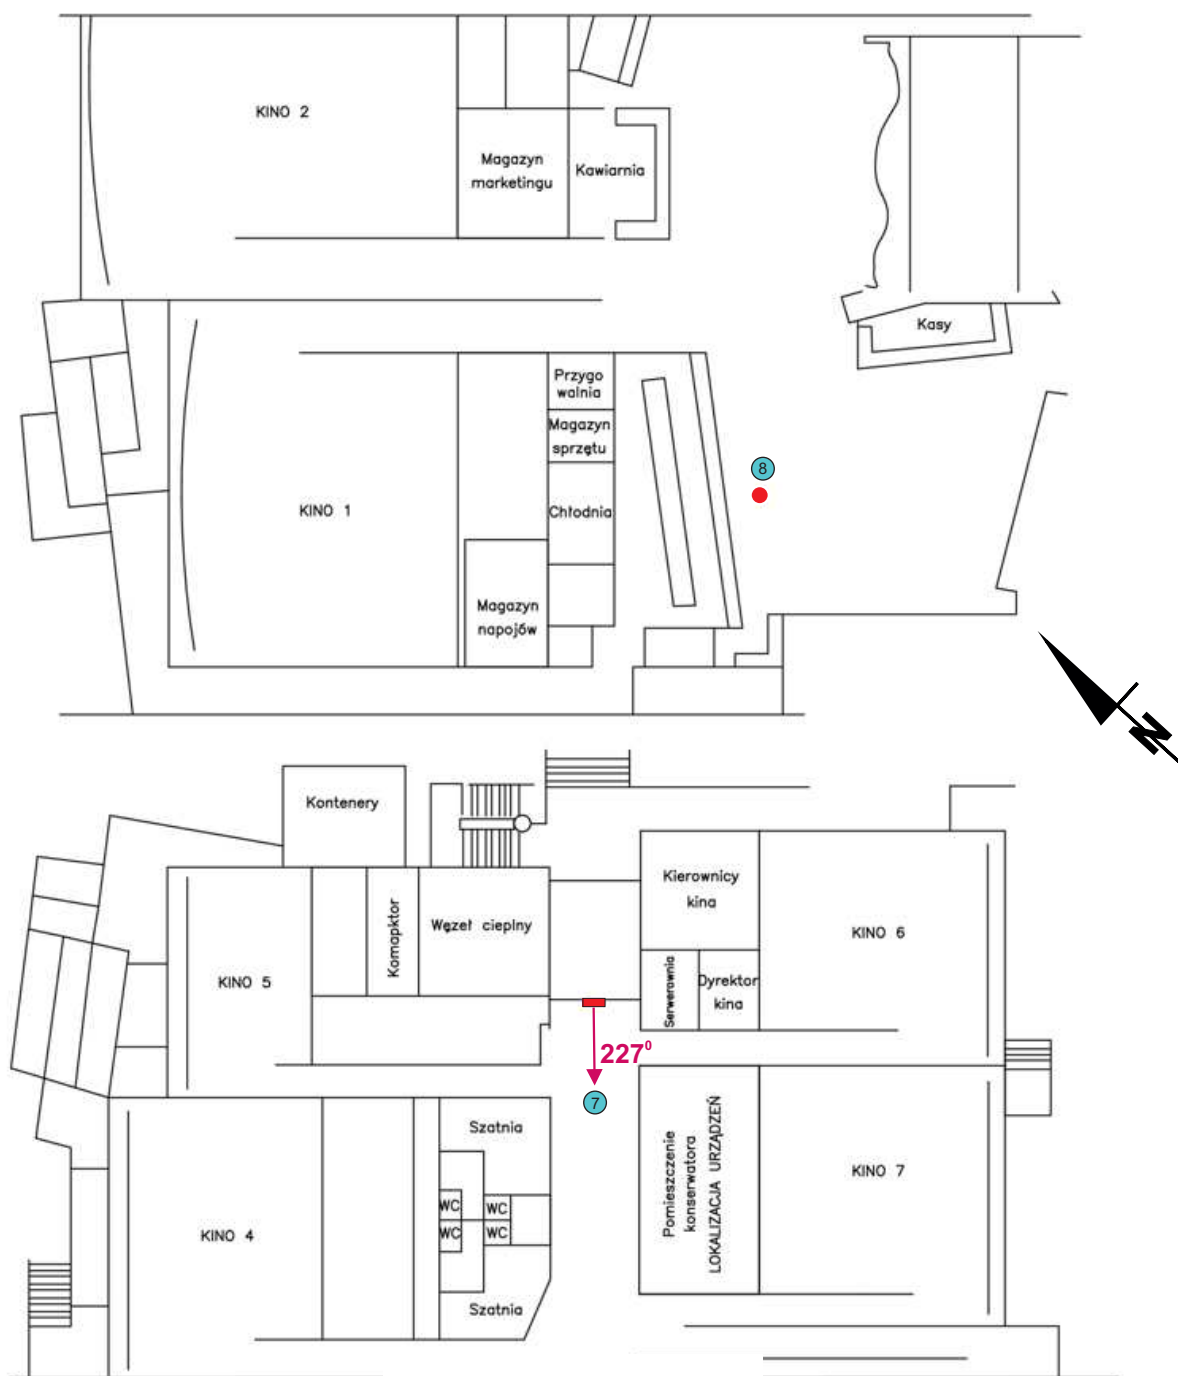 KINO 2
Magazyn
marketingu
Kawiarnia
Kasy
Przygo
walnia
Magazyn
sprzętu
8
KINO 1
Chłodnia
Magazyn
napojów
N
Kontenery
Komapktor
Węzeł cieplny
Kierownicy
kina
KINO 6
KINO 5
Serwerownia
Dyrektor
kina
227⁰
7
Szatnia
Pomieszczenie
konserwatora
LOKALIZACJA URZĄDZEŃ
KINO 7
WC
WC
WC
WC
KINO 4
Szatnia